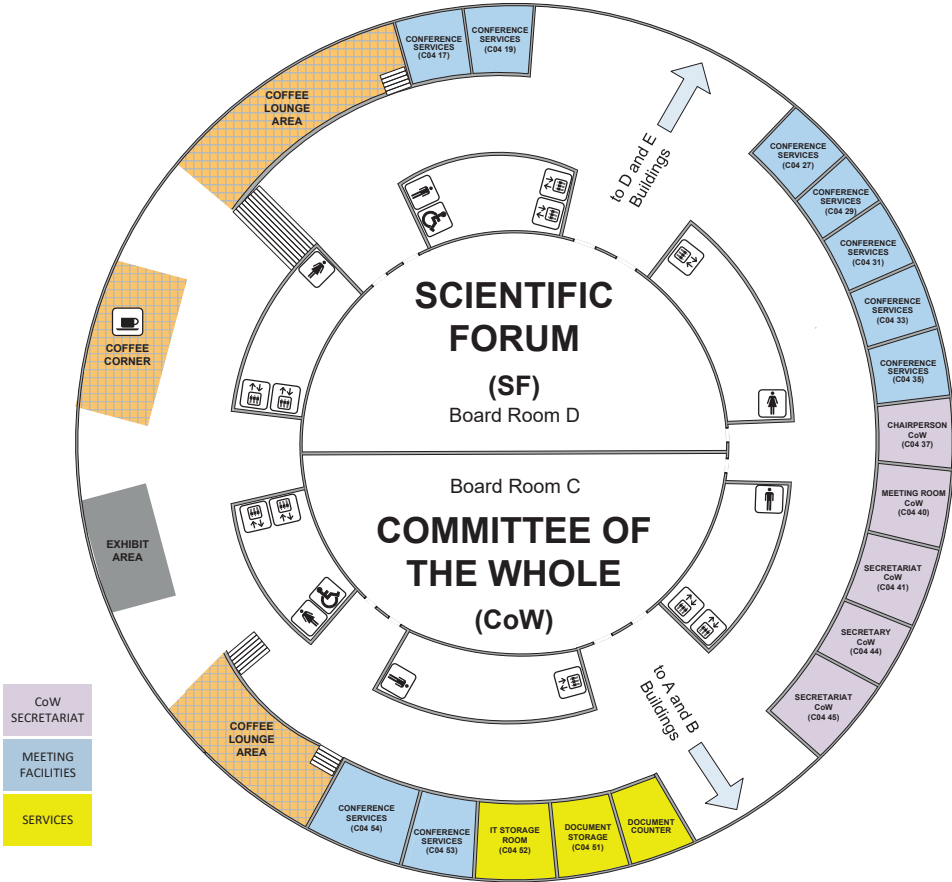 CONFERENCE
SERVICES
(C04 17)
CONFERENCE
SERVICES
(C04 19)
COFFEE
LOUNGE
AREA
to D and E
Buildings
CONFERENCE
SERVICES
(C04 27)
CONFERENCE
SERVICES
(C04 29)
CONFERENCE
SERVICES
(C04 31)
CONFERENCE
SERVICES
(C04 33)
CONFERENCE
SERVICES
(C04 35)
COFFEE
CORNER
SCIENTIFIC
FORUM
(SF)
Board Room D
CHAIRPERSON
CoW
(C04 37)
MEETING ROOM
CoW
(C04 40)
SECRETARIAT
CoW
(C04 41)
SECRETARY
CoW
(C04 44)
SECRETARIAT
CoW
(C04 45)
Board Room C
COMMITTEE OF
THE WHOLE
(CoW)
EXHIBIT
AREA
to A and B
Buildings
COFFEE
LOUNGE
AREA
CONFERENCE
SERVICES
(C04 54)
CONFERENCE
SERVICES
(C04 53)
IT STORAGE
ROOM
(C04 52)
DOCUMENT
STORAGE
(C04 51)
DOCUMENT
COUNTER
CoW
SECRETARIAT
MEETING
FACILITIES
SERVICES